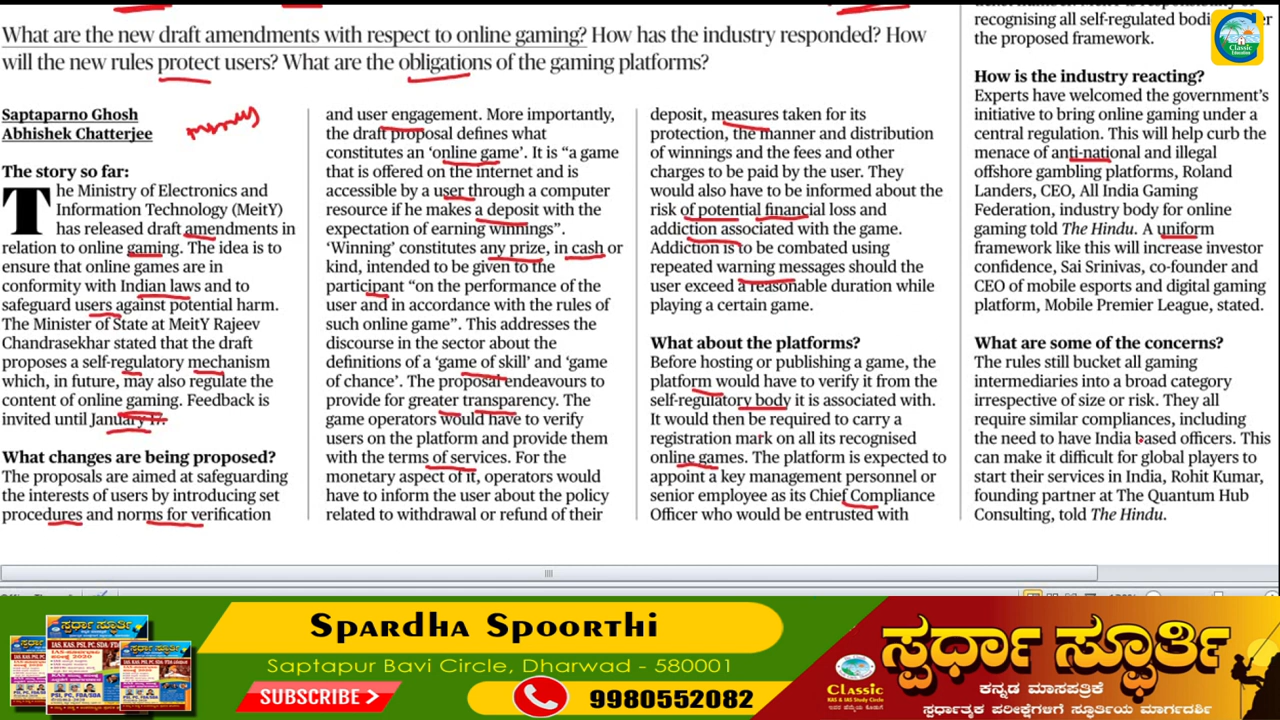 What are the new draft amendments with respect to online gaming? How has the industry responded? How
will the new rules protect users? What are the obligations of the gaming platforms?
Saptaparno Ghosh
Abhishek Chatterjee
The story so far:
The Ministry of Electronics and
Information Technology (MeitY)
has released draft amendments in
relation to online gaming. The idea is to
ensure that online games are in
conformity with Indian laws and to
safeguard users against potential harm.
The Minister of State at MeitY Rajeev
Chandrasekhar stated that the draft
proposes a self-regulatory mechanism
which, in future, may also regulate the
content of online gaming. Feedback is
invited until January 17.
What changes are being proposed?
The proposals are aimed at safeguarding
the interests of users by introducing set
procedures and norms for verification
and user engagement. More importantly,
the draft proposal defines what
constitutes an ‘online game’. It is “a game
that is offered on the internet and is
accessible by a user through a computer
resource if he makes a deposit with the
expectation of earning winnings”.
‘Winning’ constitutes any prize, in cash or
kind, intended to be given to the
participant “on the performance of the
user and in accordance with the rules of
such online game”. This addresses the
discourse in the sector about the
definitions of a ‘game of skill’ and ‘game
of chance’. The proposal endeavours to
provide for greater transparency. The
game operators would have to verify
users on the platform and provide them
with the terms of services. For the
monetary aspect of it, operators would
have to inform the user about the policy
related to withdrawal or refund of their
deposit, measures taken for its
protection, the manner and distribution
of winnings and the fees and other
charges to be paid by the user. They
would also have to be informed about the
risk of potential financial loss and
addiction associated with the game.
Addiction is to be combated using
repeated warning messages should the
user exceed a reasonable duration while
playing a certain game.
What about the platforms?
Before hosting or publishing a game, the
platform would have to verify it from the
self-regulatory body it is associated with.
It would then be required to carry a
registration mark on all its recognised
online games. The platform is expected to
appoint a key management personnel or
senior employee as its Chief Compliance
Officer who would be entrusted with
recognising all self-regulated
the proposed framework.
How is the industry reacting?
Experts have welcomed the government’s
initiative to bring online gaming under a
central regulation. This will help curb the
menace of anti-national and illegal
offshore gambling platforms, Roland
Landers, CEO, All India Gaming
Federation, industry body for online
gaming told The Hindu. A uniform
framework like this will increase investor
confidence, Sai Srinivas, co-founder and
CEO of mobile esports and digital gaming
platform, Mobile Premier League, stated.
What are some of the concerns?
The rules still bucket all gaming
intermediaries into a broad category
irrespective of size or risk. They all
require similar compliances, including
the need to have India based officers. This
can make it difficult for global players to
start their services in India, Rohit Kumar,
founding partner at The Quantum Hub
Consulting, told The Hindu.
Classic
Education
Spardha Spoorthi
Saptapur Bavi Circle Dharwad - 580001
SUBSCRIBE >
9980552082
ಸ್ಪರ್ಧಾ ಸ್ಫೂರ್ತಿ
ಕನ್ನಡ ಮಾಸಪತ್ರಿಕೆ
ಸ್ಪರ್ಧಾತ್ಮಕ ಪರೀಕ್ಷೆಗಳಿಗೆ ಸ್ಫೂರ್ತಿಯ ಮಾರ್ಗದರ್ಶಿ
Classic
KAS & IAS Study Circle
ಸ್ಪರ್ಧಾ ಸ್ಫೂರ್ತಿ